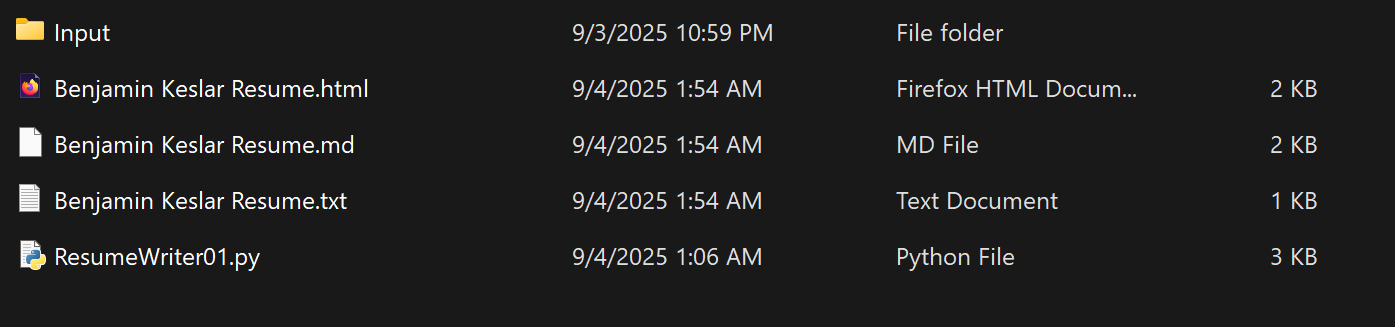 Input 9/3/2025 10:59 PM File folder
Benjamin Keslar Resume.html 9/4/2025 1:54 AM Firefox HTML Docum... 2 KB
Benjamin Keslar Resume.md 9/4/2025 1:54 AM MD File 2 KB
Benjamin Keslar Resume.txt 9/4/2025 1:54 AM Text Document 1 KB
ResumeWriter01.py 9/4/2025 1:06 AM Python File 3 KB